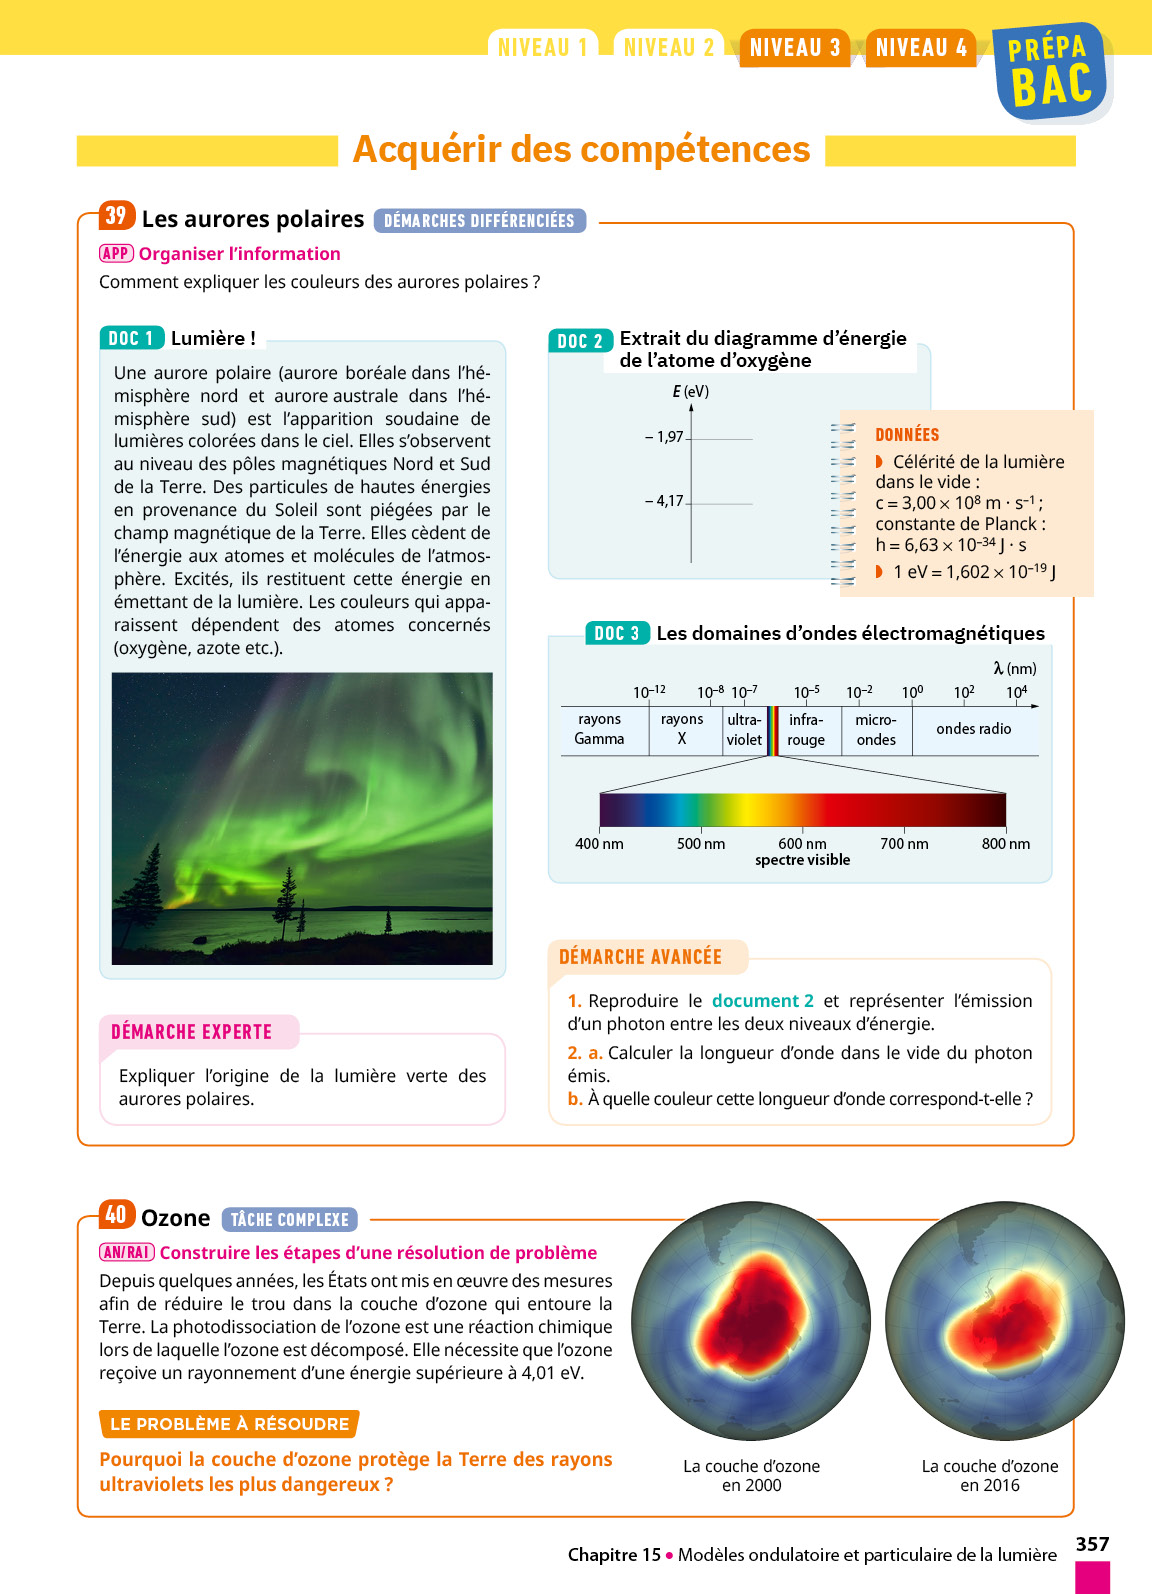 NIVEAU 1
NIVEAU 2
NIVEAU 3
NIVEAU 4
PRÉPA
BAC
Acquérir des compétences
39 Les aurores polaires DÉMARCHES DIFFÉRENCIÉES
APP Organiser l’information
Comment expliquer les couleurs des aurores polaires ?
DOC 1 Lumière !
Une aurore polaire (aurore boréale dans l’hé-
misphère nord et aurore australe dans l’hé-
misphère sud) est l’apparition soudaine de
lumières colorées dans le ciel. Elles s’observent
au niveau des pôles magnétiques Nord et Sud
de la Terre. Des particules de hautes énergies
en provenance du Soleil sont piégées par le
champ magnétique de la Terre. Elles cèdent de
l’énergie aux atomes et molécules de l’atmos-
phère. Excités, ils restituent cette énergie en
émettant de la lumière. Les couleurs qui appa-
raissent dépendent des atomes concernés
(oxygène, azote etc.).
DÉMARCHE EXPERTE
Expliquer l’origine de la lumière verte des
aurores polaires.
DOC 2 Extrait du diagramme d’énergie
de l’atome d’oxygène
E (eV)
– 1,97
– 4,17
DONNÉES
◗ Célérité de la lumière
dans le vide :
c = 3,00 × 10⁸ m · s⁻¹ ;
constante de Planck :
h = 6,63 × 10⁻³⁴ J · s
◗ 1 eV = 1,602 × 10⁻¹⁹ J
DOC 3 Les domaines d’ondes électromagnétiques
λ (nm)
10⁻¹² 10⁻⁸ 10⁻⁷ 10⁻⁵ 10⁻² 10⁰ 10² 10⁴
rayons
Gamma
rayons
X
ultra-
violet
infra-
rouge
micro-
ondes
ondes radio
400 nm 500 nm 600 nm 700 nm 800 nm
spectre visible
DÉMARCHE AVANCÉE
1. Reproduire le document 2 et représenter l’émission
d’un photon entre les deux niveaux d’énergie.
2. a. Calculer la longueur d’onde dans le vide du photon
émis.
b. À quelle couleur cette longueur d’onde correspond-t-elle ?
40 Ozone TÂCHE COMPLEXE
AN/RAI Construire les étapes d’une résolution de problème
Depuis quelques années, les États ont mis en œuvre des mesures
afin de réduire le trou dans la couche d’ozone qui entoure la
Terre. La photodissociation de l’ozone est une réaction chimique
lors de laquelle l’ozone est décomposé. Elle nécessite que l’ozone
reçoive un rayonnement d’une énergie supérieure à 4,01 eV.
LE PROBLÈME À RÉSOUDRE
Pourquoi la couche d’ozone protège la Terre des rayons
ultraviolets les plus dangereux ?
La couche d’ozone
en 2000
La couche d’ozone
en 2016
Chapitre 15 • Modèles ondulatoire et particulaire de la lumière
357